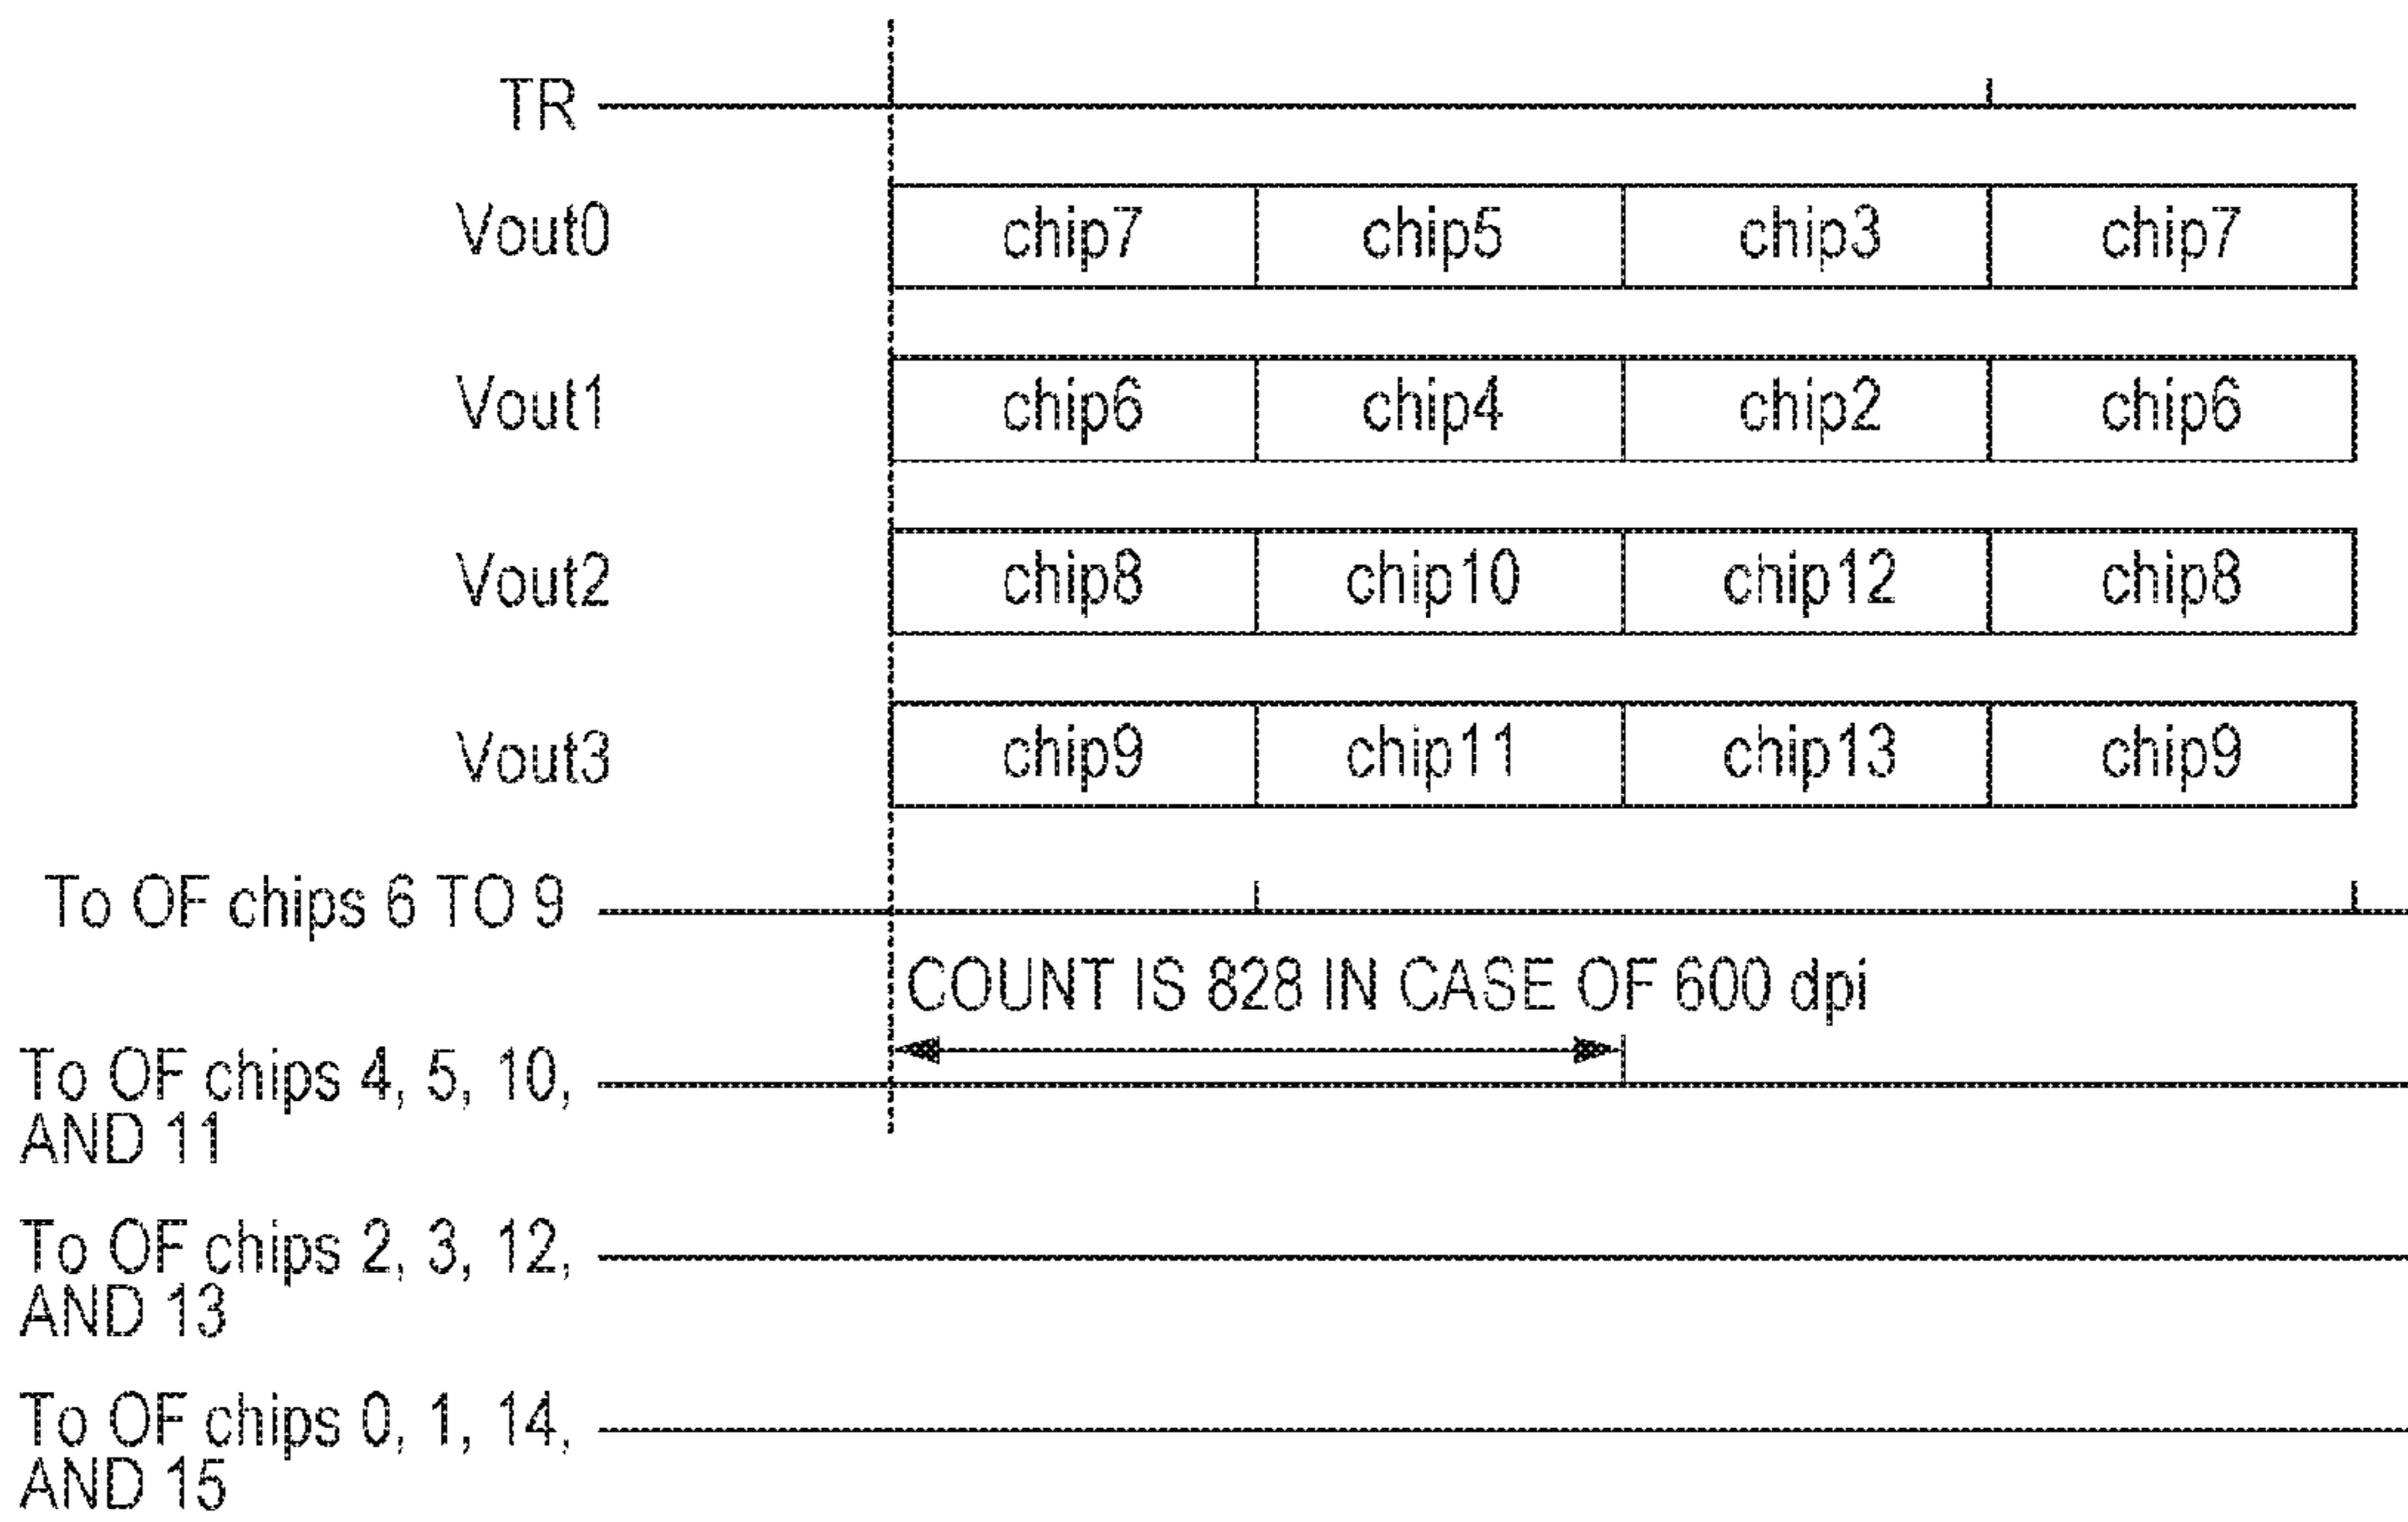 TR
Vout0 chip7 chip5 chip3 chip7
Vout1 chip6 chip4 chip2 chip6
Vout2 chip8 chip10 chip12 chip8
Vout3 chip9 chip11 chip13 chip9
To OF chips 6 TO 9
COUNT IS 828 IN CASE OF 600 dpi
To OF chips 4, 5, 10,
AND 11
To OF chips 2, 3, 12,
AND 13
To OF chips 0, 1, 14,
AND 15